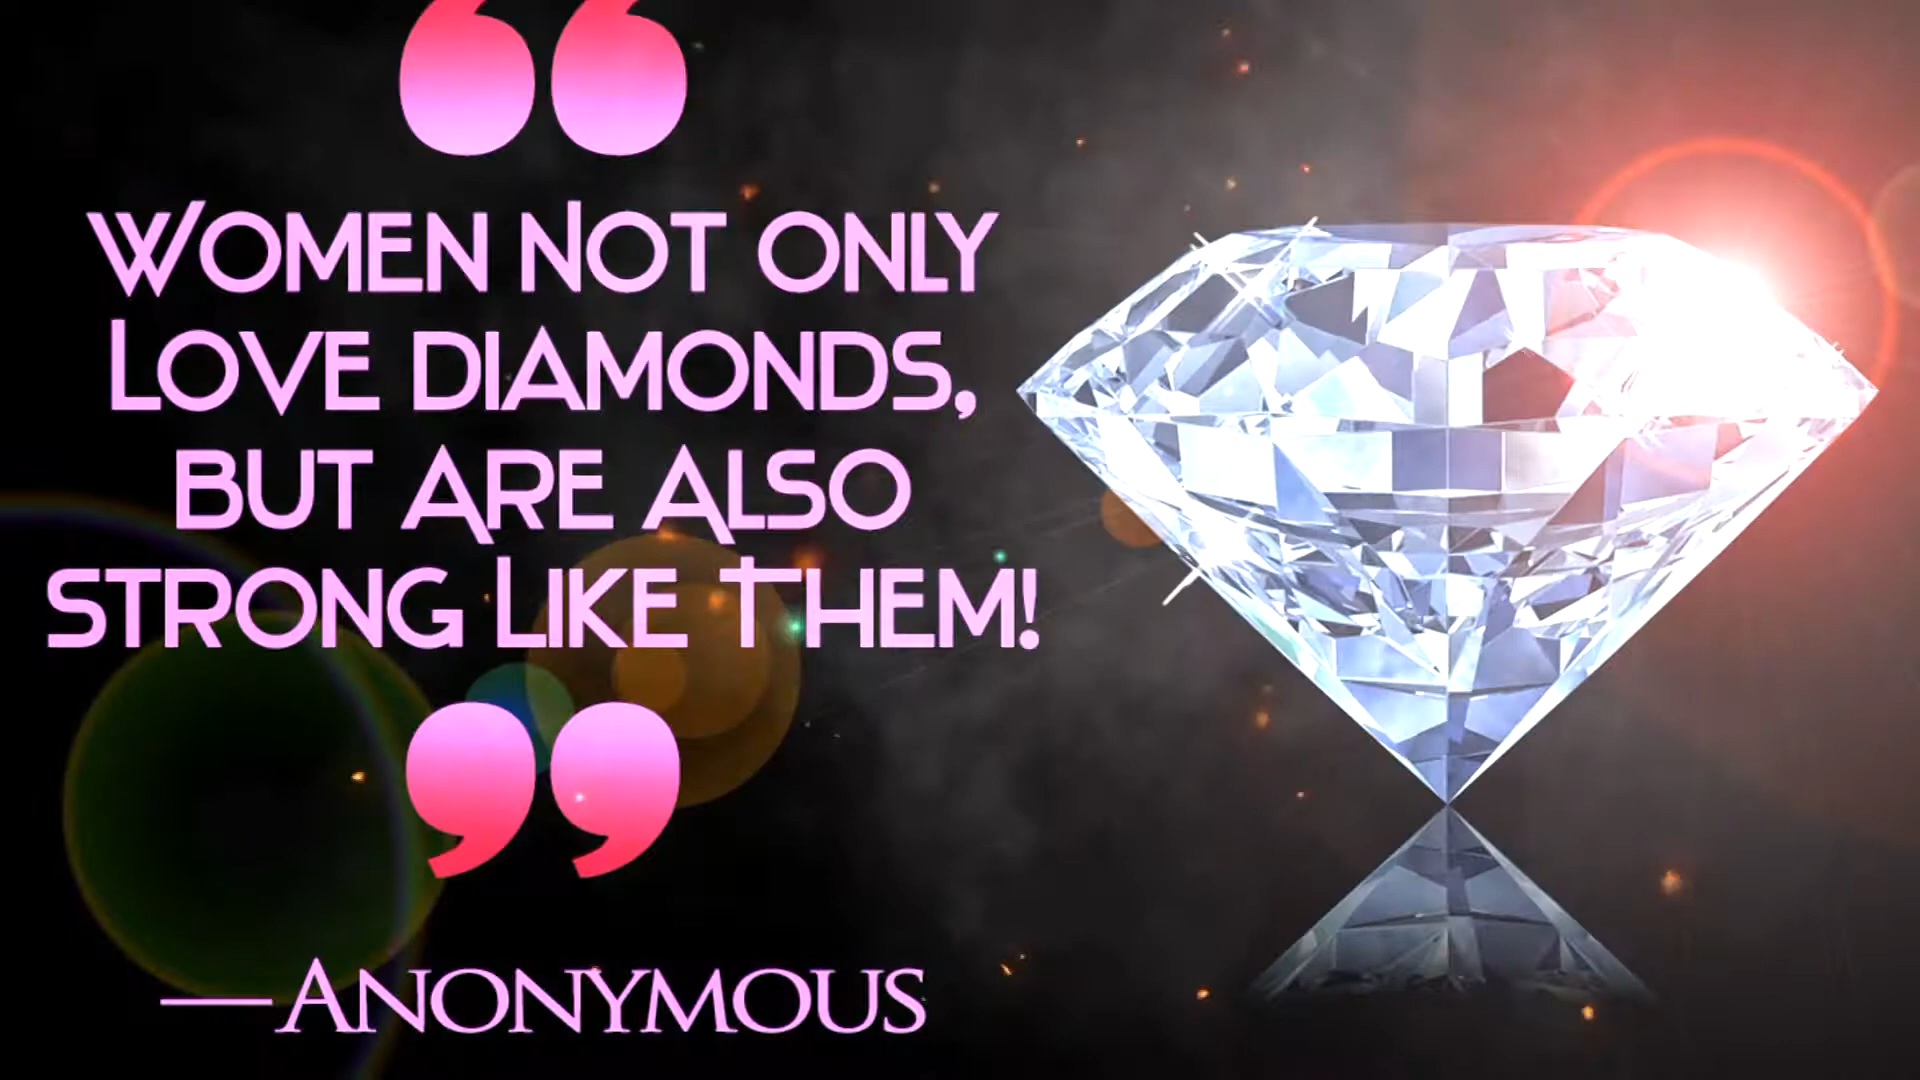 “
WOMEN NOT ONLY
LOVE DIAMONDS,
BUT ARE ALSO
STRONG LIKE THEM!
”
—ANONYMOUS